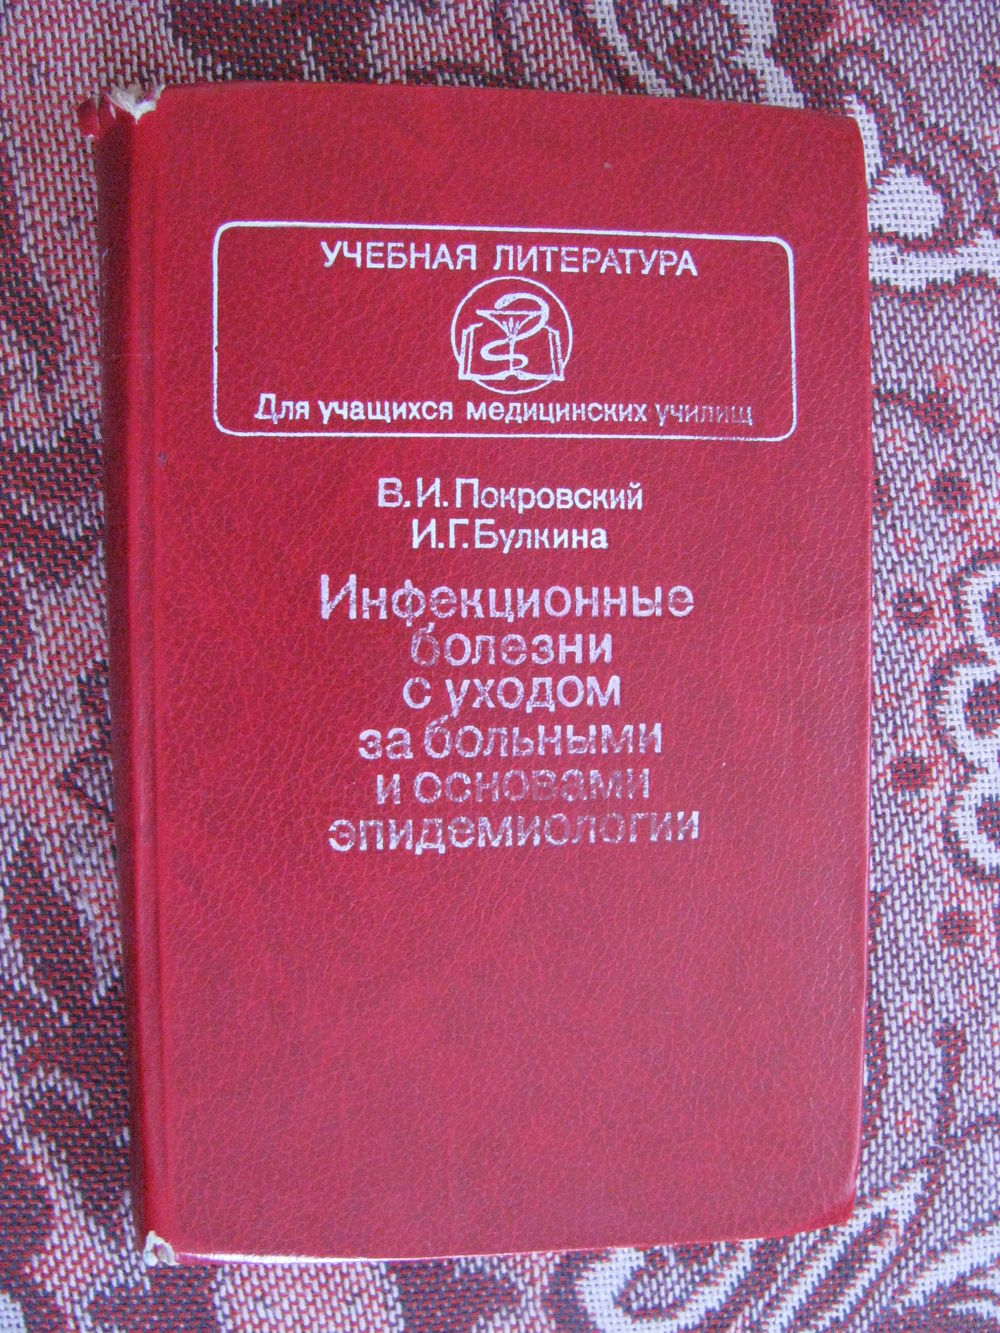 УЧЕБНАЯ ЛИТЕРАТУРА
Для учащихся медицинских училищ
В.И.Покровский
И.Г.Булкина
Инфекционные
болезни
с уходом
за больными
и основами
эпидемиологии